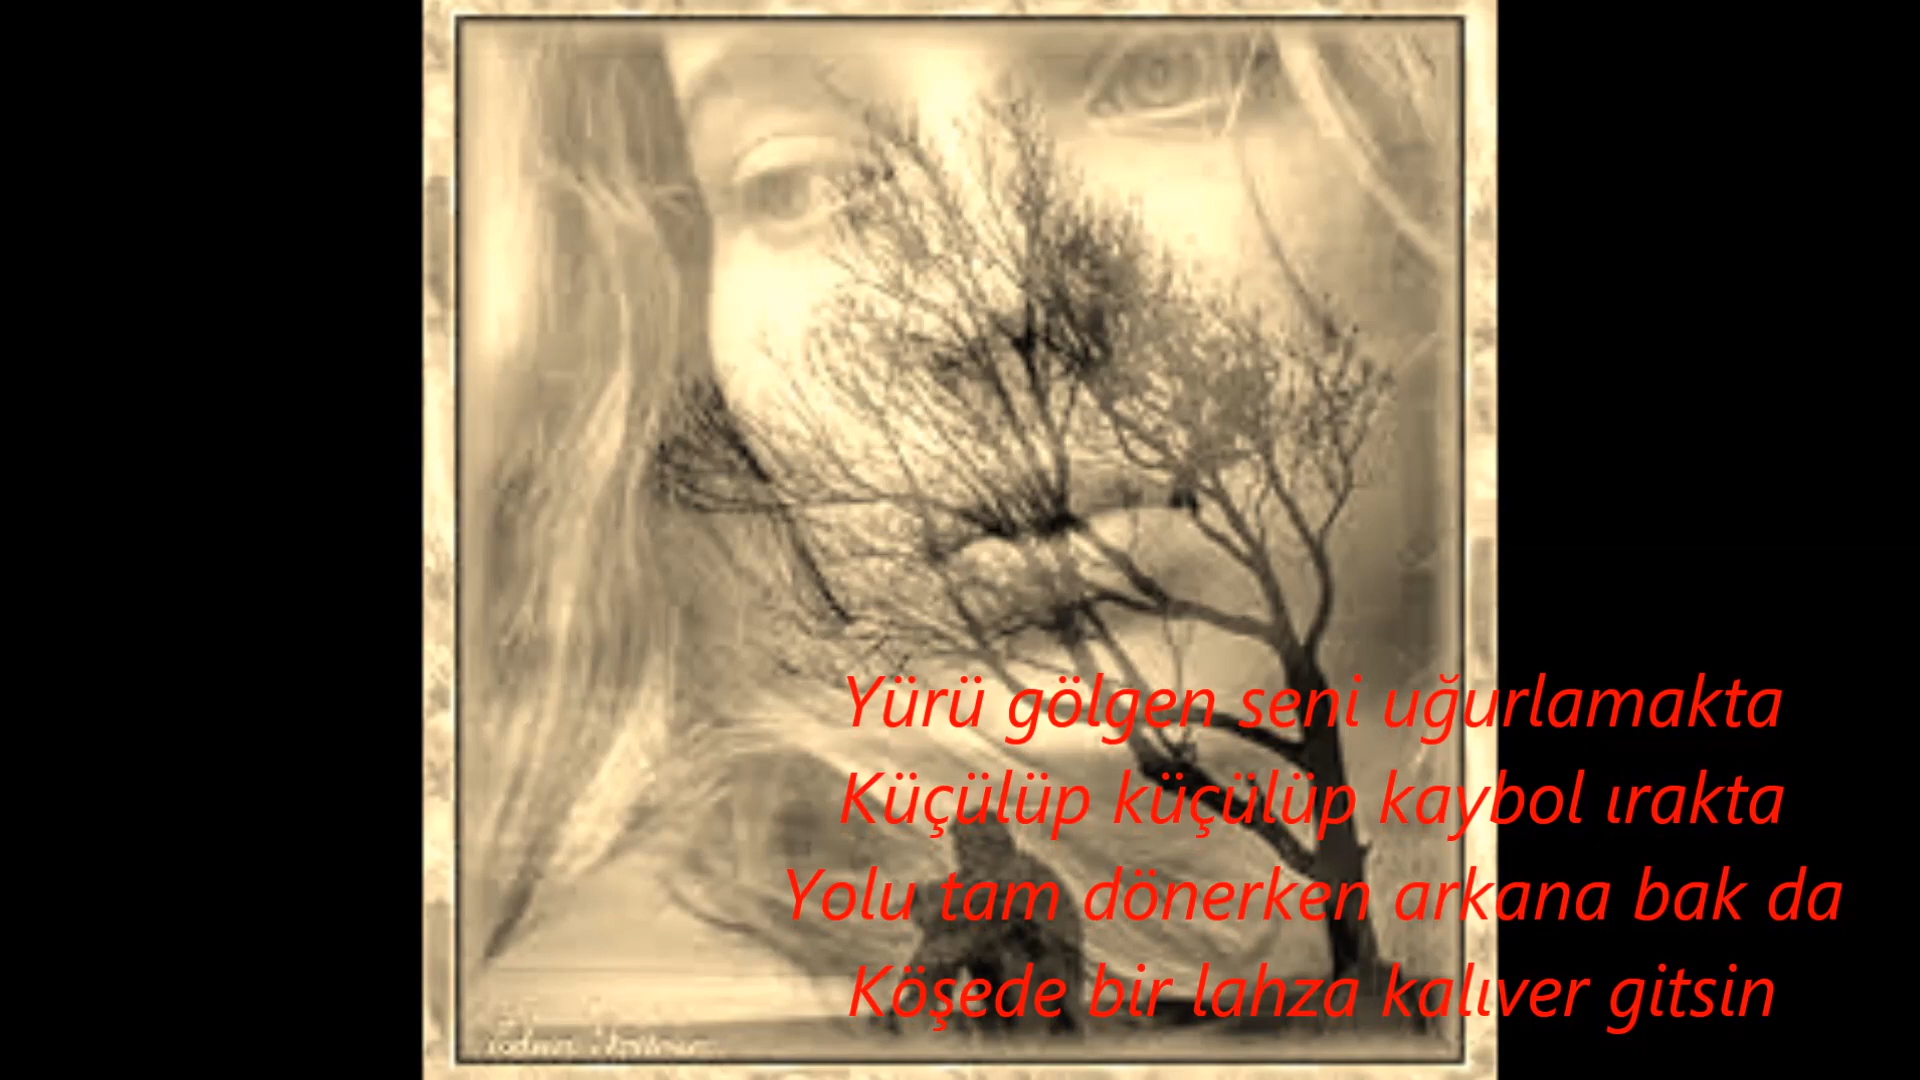 Yürü gölgen seni uğurlamakta
Küçülüp küçülüp kaybol ırakta
Yolu tam dönerken arkana bak da
Köşede bir lahza kalıver gitsin